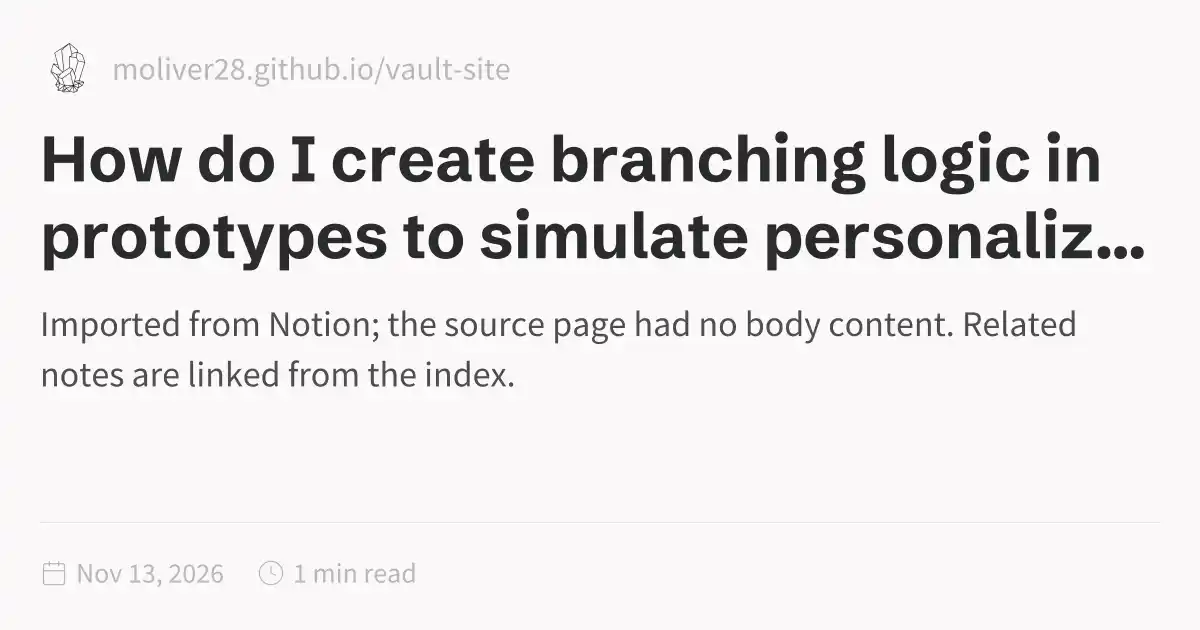 moliver28.github.io/vault-site
How do I create branching logic in
prototypes to simulate personaliz...
Imported from Notion; the source page had no body content. Related
notes are linked from the index.
Nov 13, 2026 1 min read